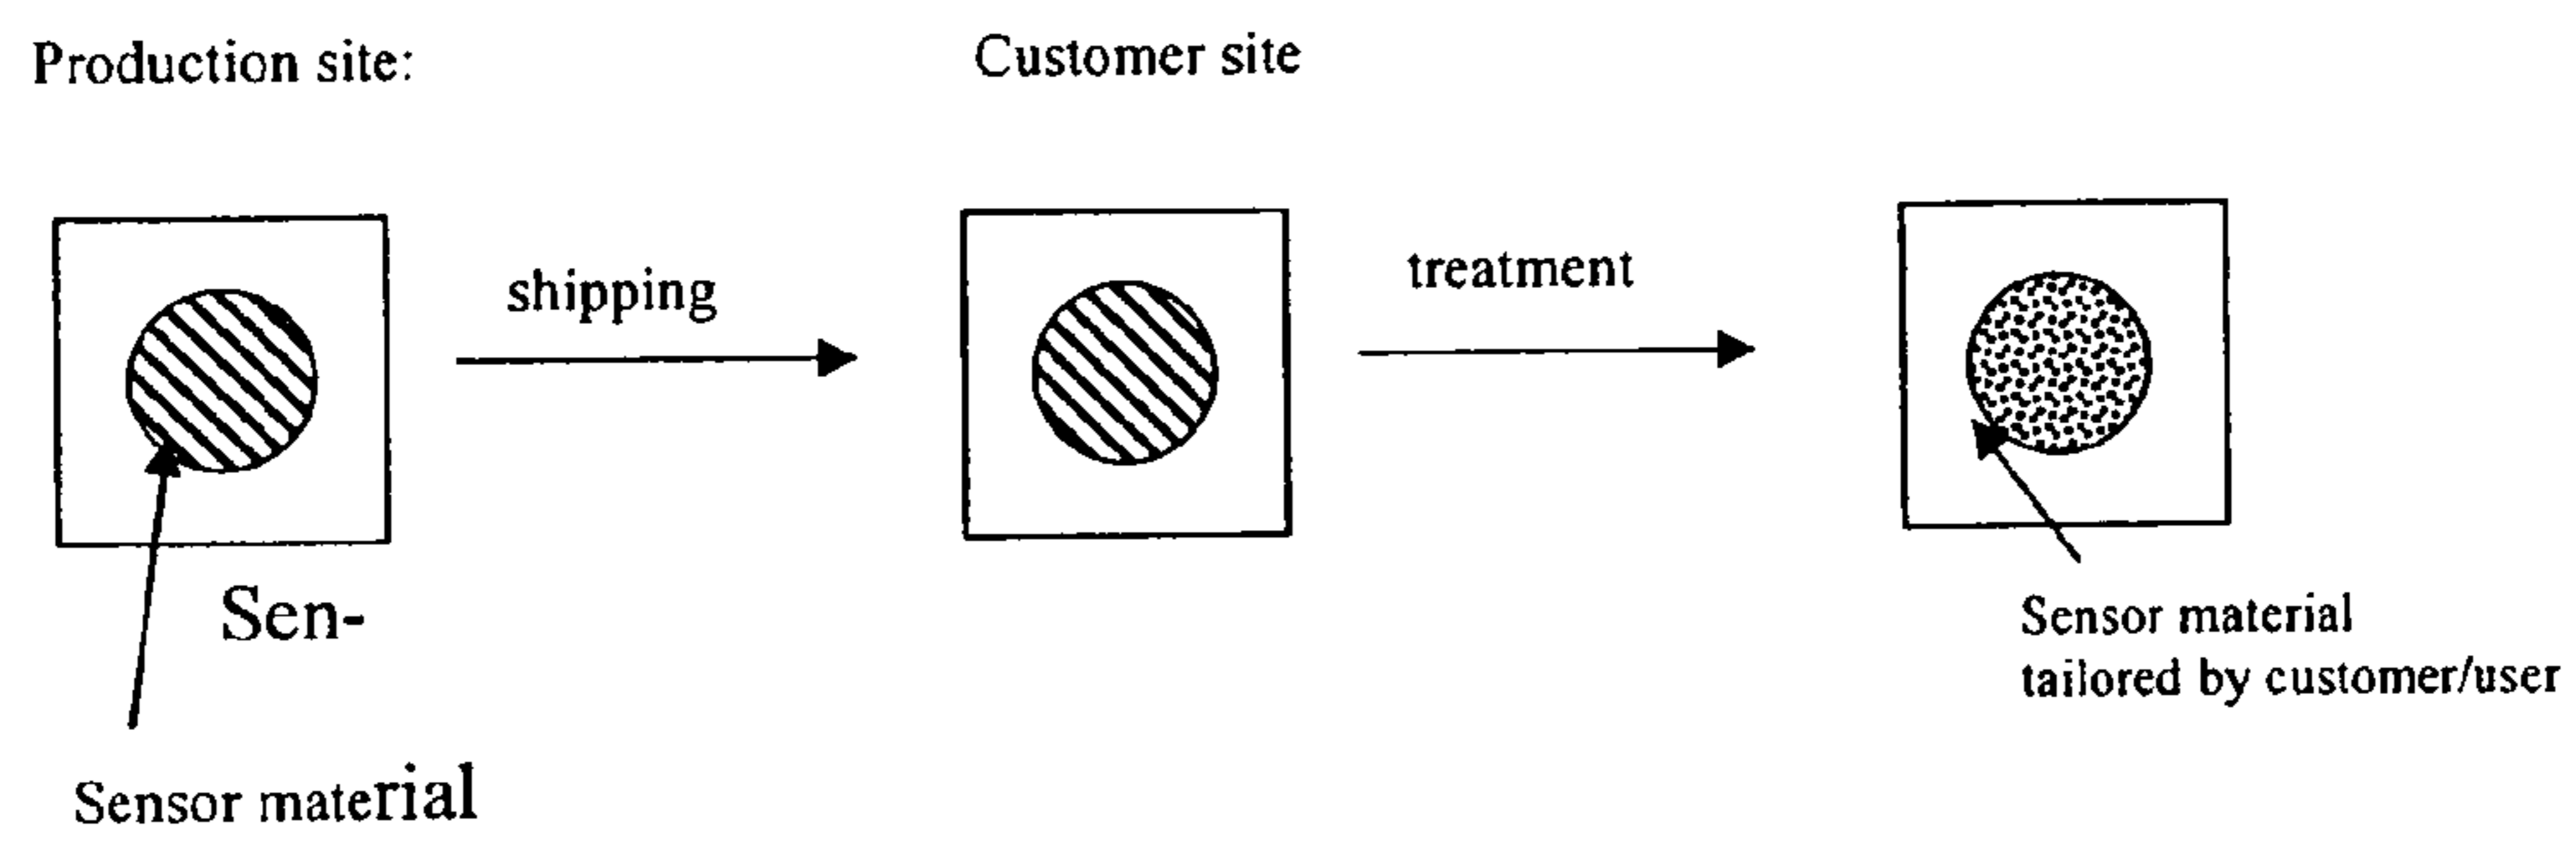 Production site:
Customer site
shipping
treatment
Sen-
Sensor material
Sensor material
tailored by customer/user